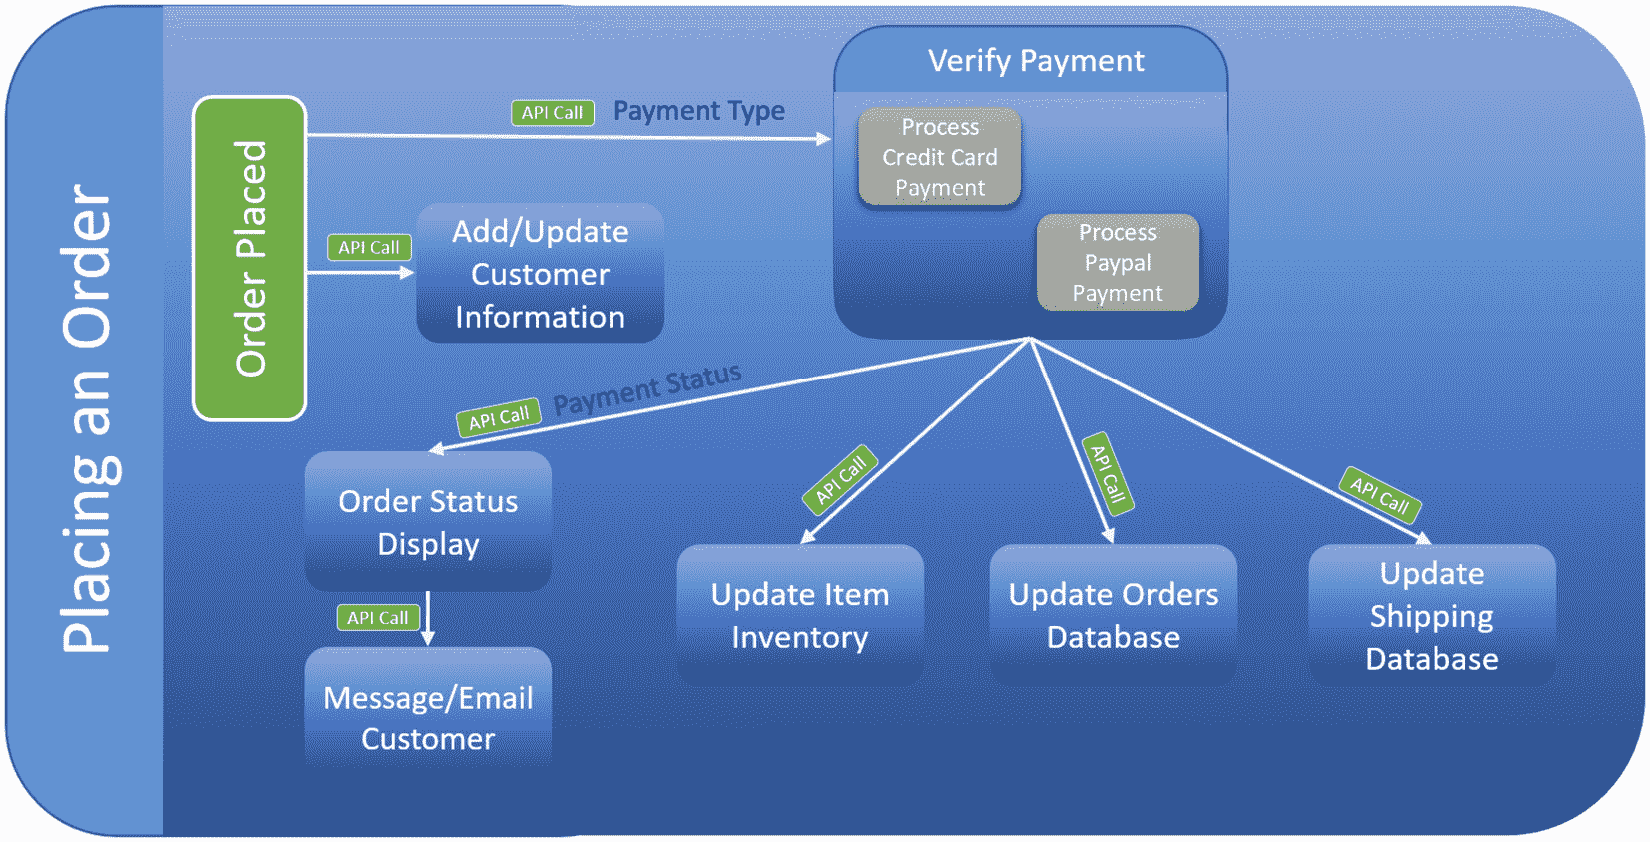 Placing an Order
Order Placed
API Call
Payment Type
Verify Payment
Process
Credit Card
Payment
Process
Paypal
Payment
API Call
Add/Update
Customer
Information
API Call
Payment Status
Order Status
Display
API Call
Message/Email
Customer
API Call
Update Item
Inventory
API Call
Update Orders
Database
API Call
Update
Shipping
Database